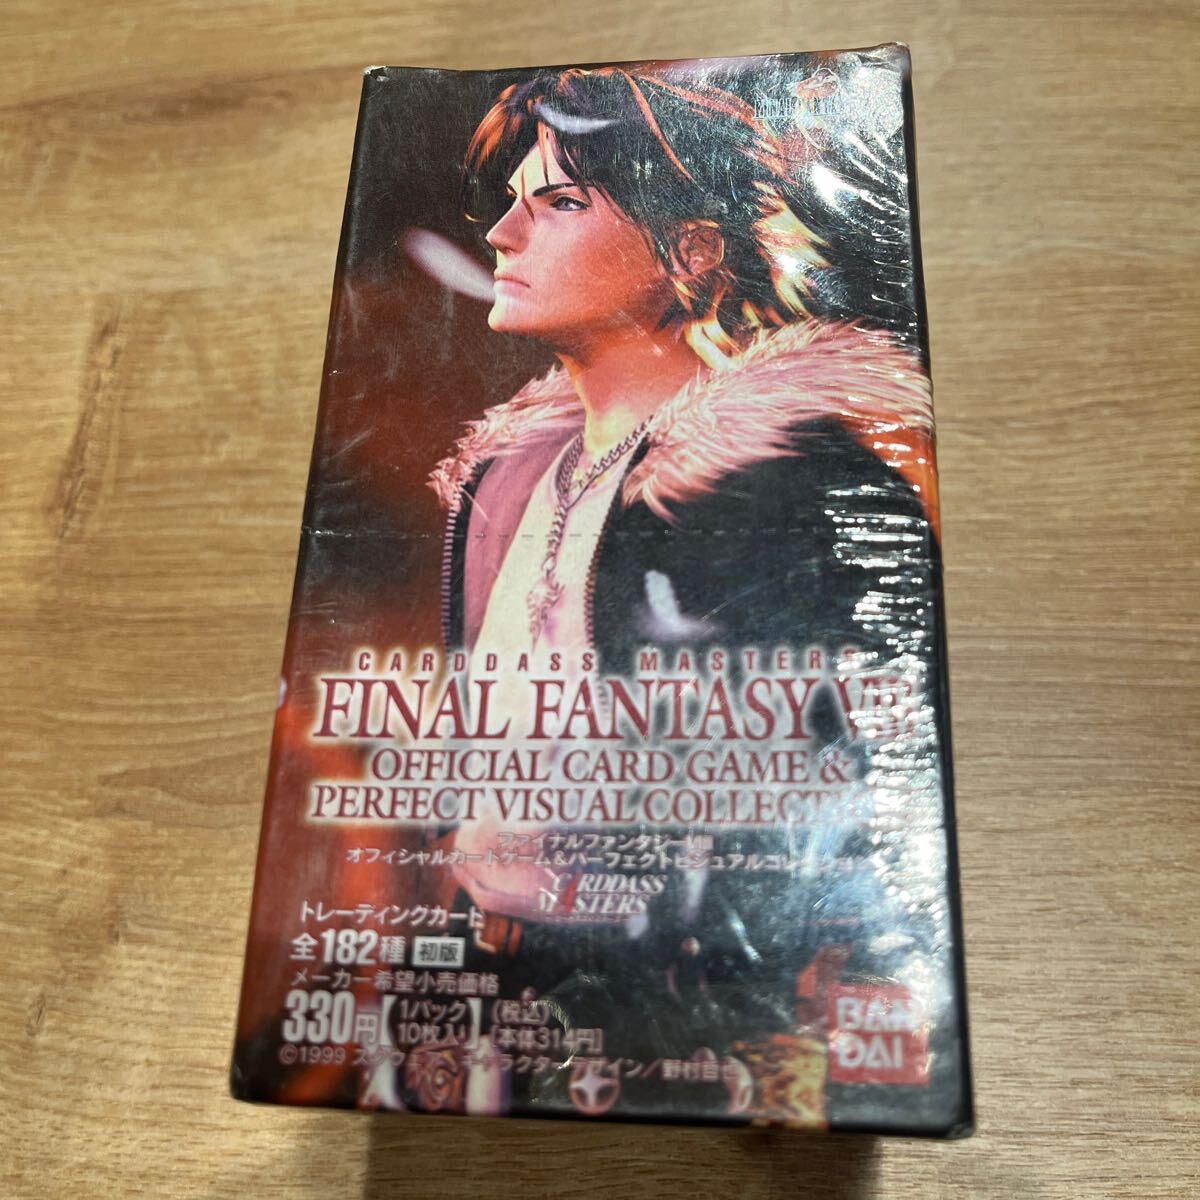 CARDDASS MASTERS
FINAL FANTASY VIII
OFFICIAL CARD GAME &
PERFECT VISUAL COLLECTION
ファイナルファンタジーVIII
オフィシャルカードゲーム&パーフェクトビジュアルコレクション
CARDDASS
MASTERS
トレーディングカード
全182種 初版
メーカー希望小売価格
330円【1パック10枚入り】(税込)[本体314円]
©1999 スクウェア キャラクターデザイン/野村哲也
BAN
DAI